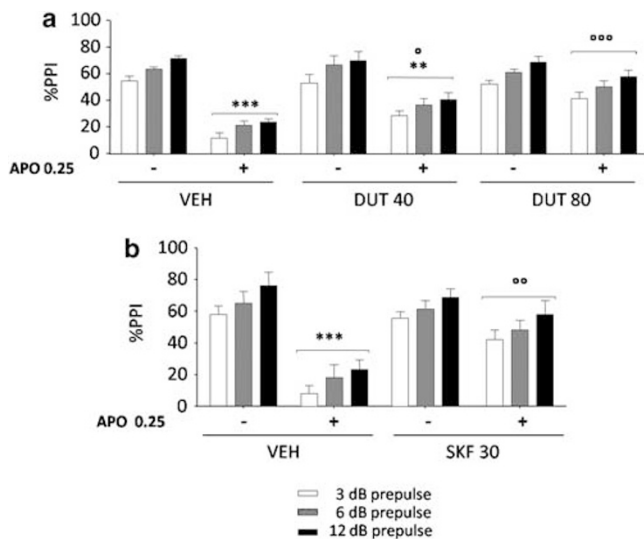 a
100
80
60
40
20
0
%PPI
***
°
**
°°°
APO 0.25 - + - + - +
VEH DUT 40 DUT 80
b
100
80
60
40
20
0
%PPI
***
°°
APO 0.25 - + - +
VEH SKF 30
3 dB prepulse
6 dB prepulse
12 dB prepulse